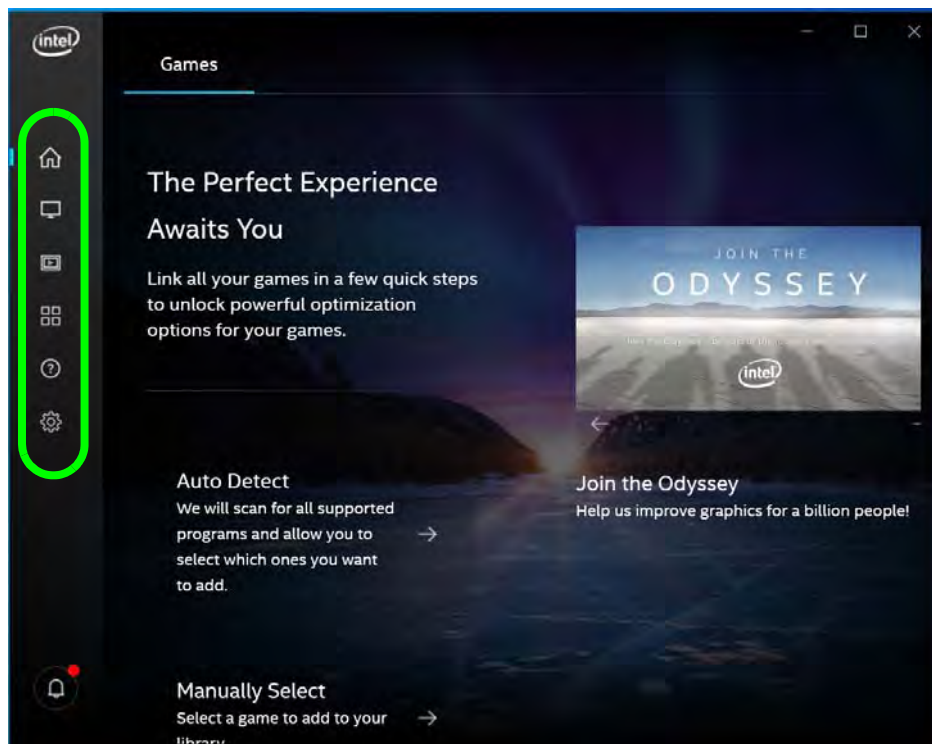 intel
Games
The Perfect Experience
Awaits You
Link all your games in a few quick steps
to unlock powerful optimization
options for your games.
JOIN THE
ODYSSEY
intel
Auto Detect
We will scan for all supported
programs and allow you to
select which ones you want
to add.
Join the Odyssey
Help us improve graphics for a billion people!
Manually Select
Select a game to add to your
library